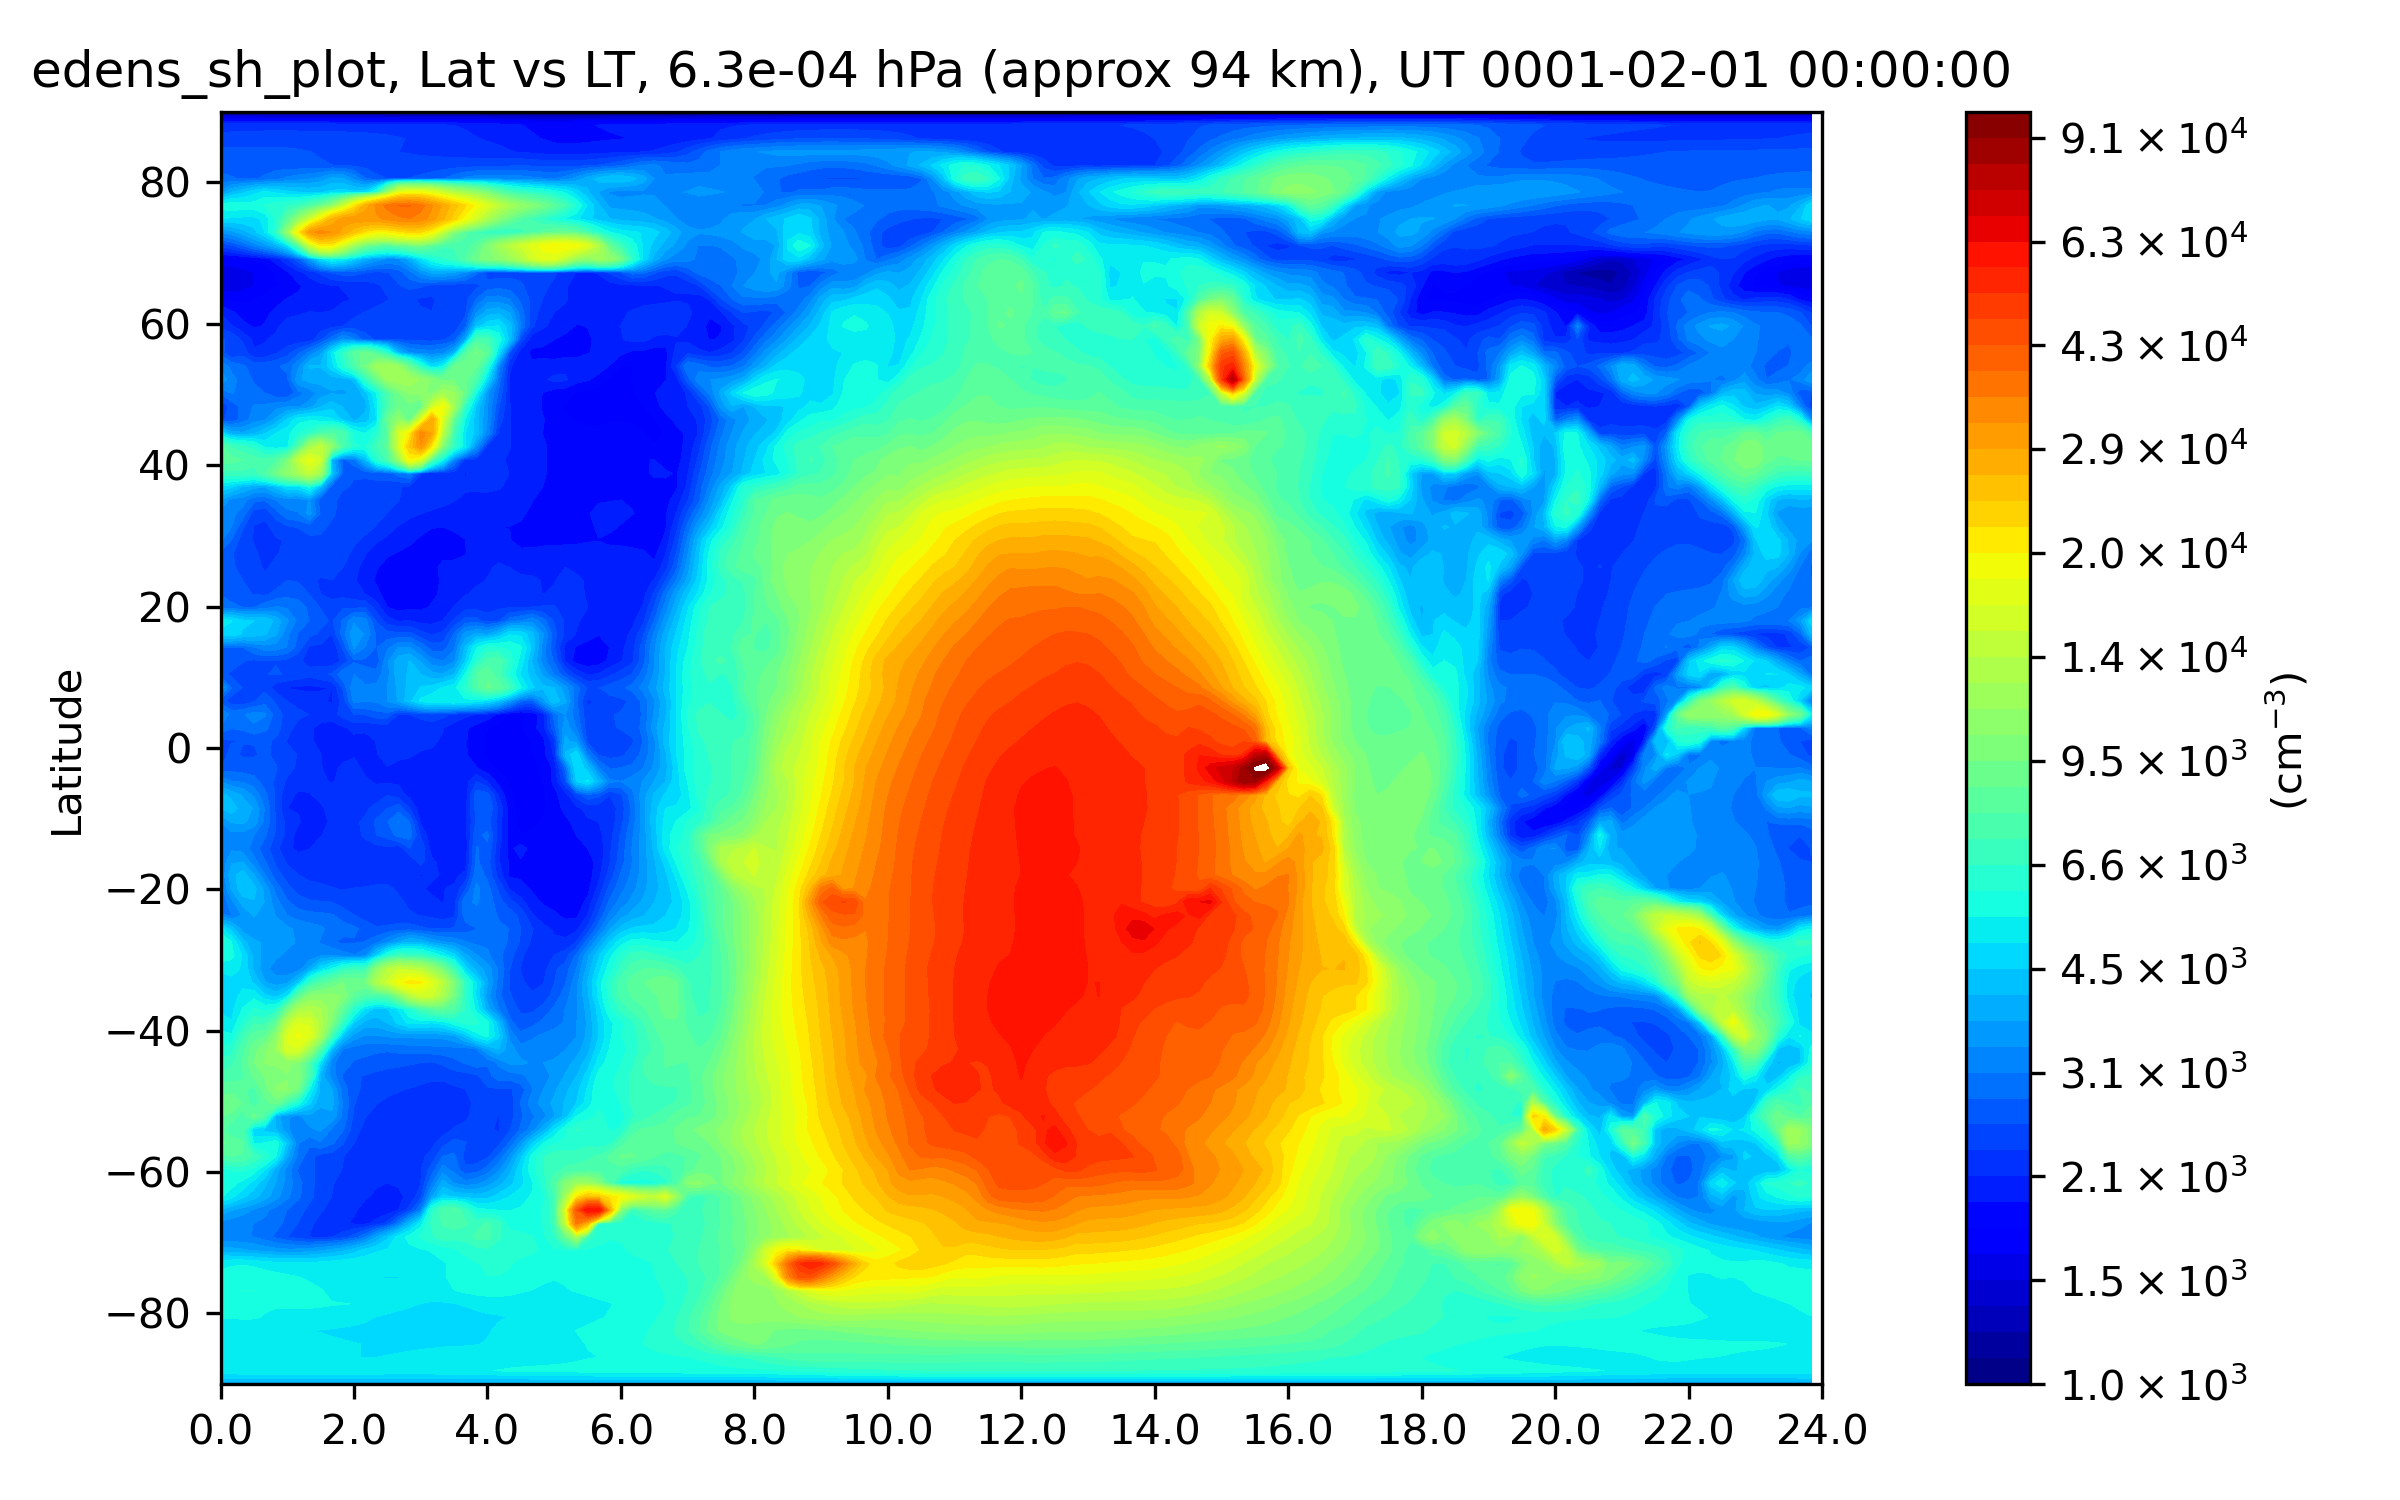 edens_sh_plot, Lat vs LT, 6.3e-04 hPa (approx 94 km), UT 0001-02-01 00:00:00
Latitude
80
60
40
20
0
−20
−40
−60
−80
0.0 2.0 4.0 6.0 8.0 10.0 12.0 14.0 16.0 18.0 20.0 22.0 24.0
9.1 × 10⁴
6.3 × 10⁴
4.3 × 10⁴
2.9 × 10⁴
2.0 × 10⁴
1.4 × 10⁴
9.5 × 10³
6.6 × 10³
4.5 × 10³
3.1 × 10³
2.1 × 10³
1.5 × 10³
1.0 × 10³
(cm⁻³)